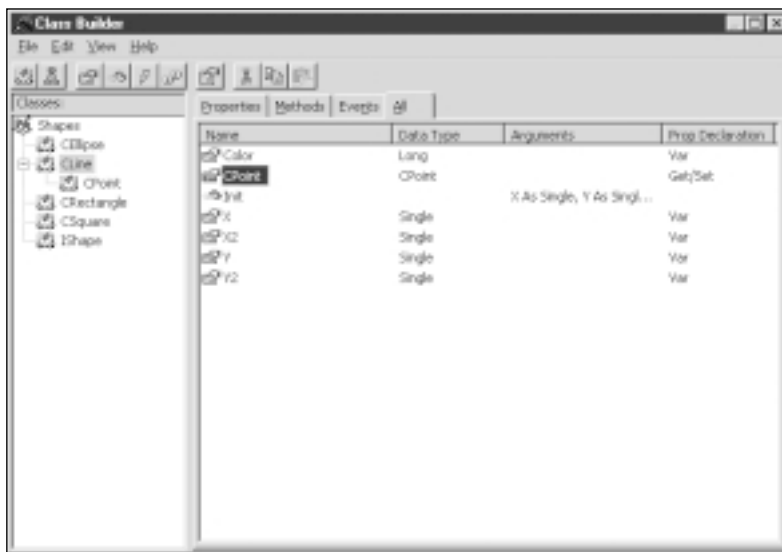 Class Builder
File Edit View Help
Classes:
Properties Methods Events All
Shapes
CEllipse
CLine
CPoint
CRectangle
CSquare
IShape
Name Data Type Arguments Prop Declaration
Color Long Var
CPoint CPoint Get/Set
Init X As Single, Y As Singl...
X Single Var
X2 Single Var
Y Single Var
Y2 Single Var